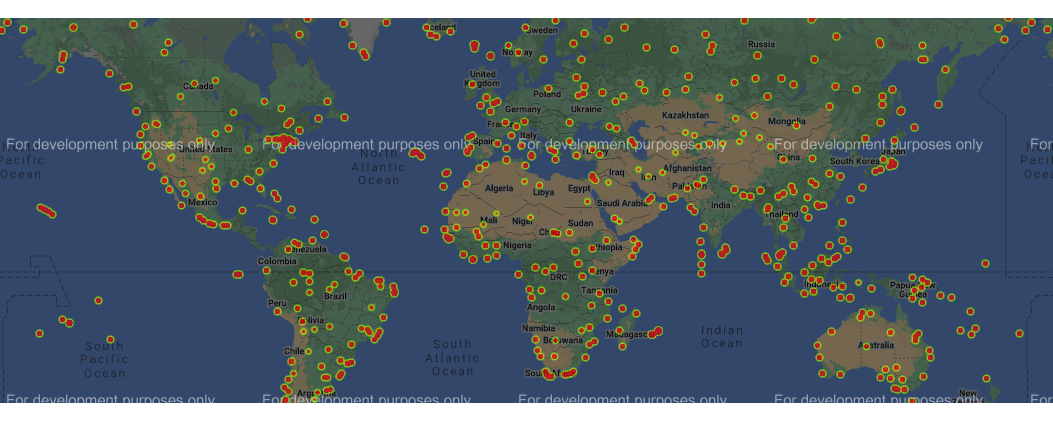 Iceland
Sweden
Norway
Russia
United
Kingdom
Canada
Poland
Germany
Ukraine
Kazakhstan
Mongolia
France
Italy
Spain
For development purposes only For development purposes only For development purposes only For development purposes only
United States
Turkey
China
South Korea
Japan
North
Atlantic
Ocean
Pacific
Ocean
Iraq
Iran
Afghanistan
Pakistan
Algeria
Libya
Egypt
Saudi Arabia
India
Mexico
Mali
Niger
Chad
Sudan
Thailand
Nigeria
Ethiopia
Venezuela
Colombia
DRC
Kenya
Tanzania
Indonesia
Papua New
Guinea
Peru
Brazil
Angola
Bolivia
Namibia
Botswana
Madagascar
Indian
Ocean
Australia
South
Pacific
Ocean
South
Atlantic
Ocean
Chile
South Africa
Argentina
New
For development purposes only For development purposes only For development purposes only For development purposes only